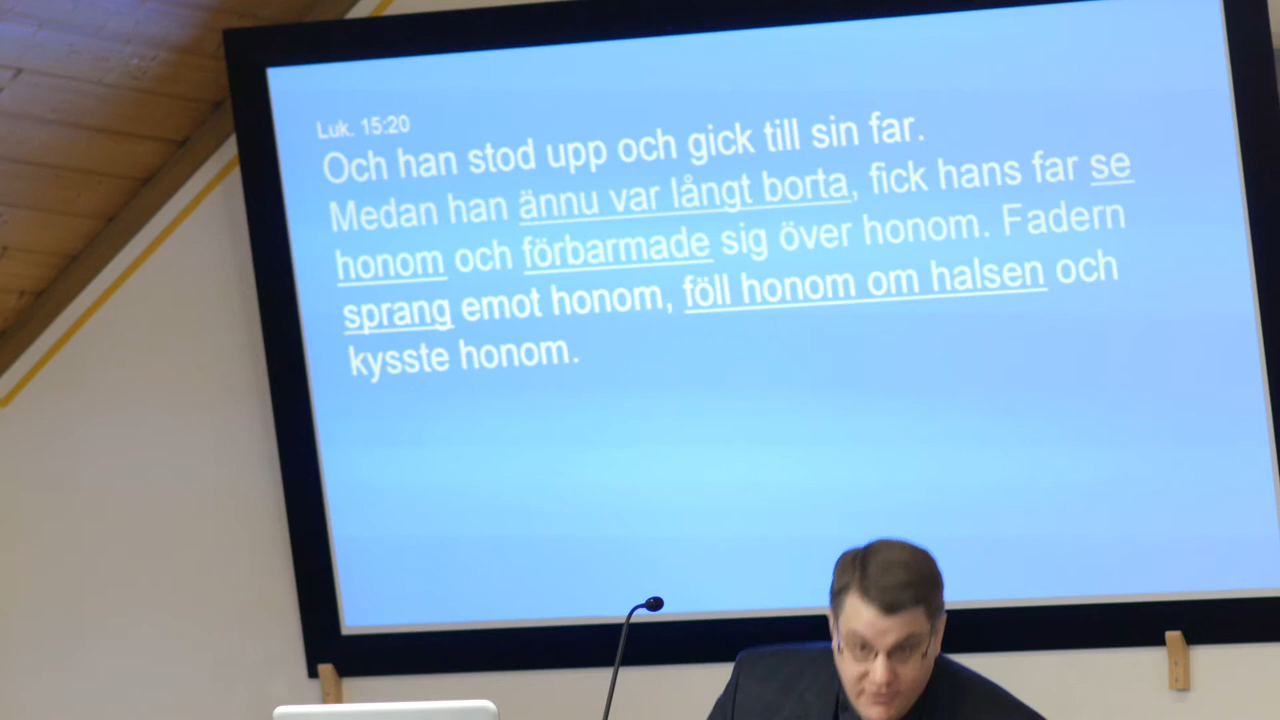 Luk. 15:20
Och han stod upp och gick till sin far.
Medan han ännu var långt borta, fick hans far se
honom och förbarmade sig över honom. Fadern
sprang emot honom, föll honom om halsen och
kysste honom.